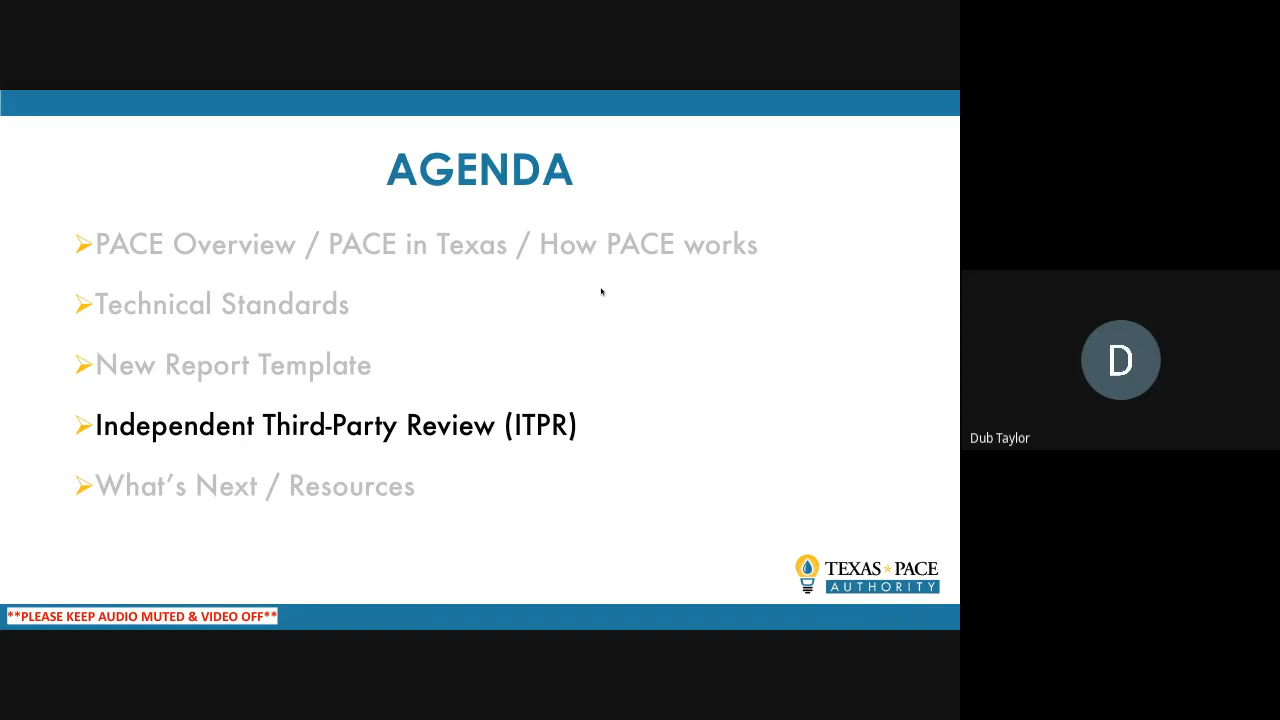 AGENDA
➢PACE Overview / PACE in Texas / How PACE works
➢Technical Standards
➢New Report Template
➢Independent Third-Party Review (ITPR)
➢What's Next / Resources
TEXAS★PACE
AUTHORITY
**PLEASE KEEP AUDIO MUTED & VIDEO OFF**
D
Dub Taylor